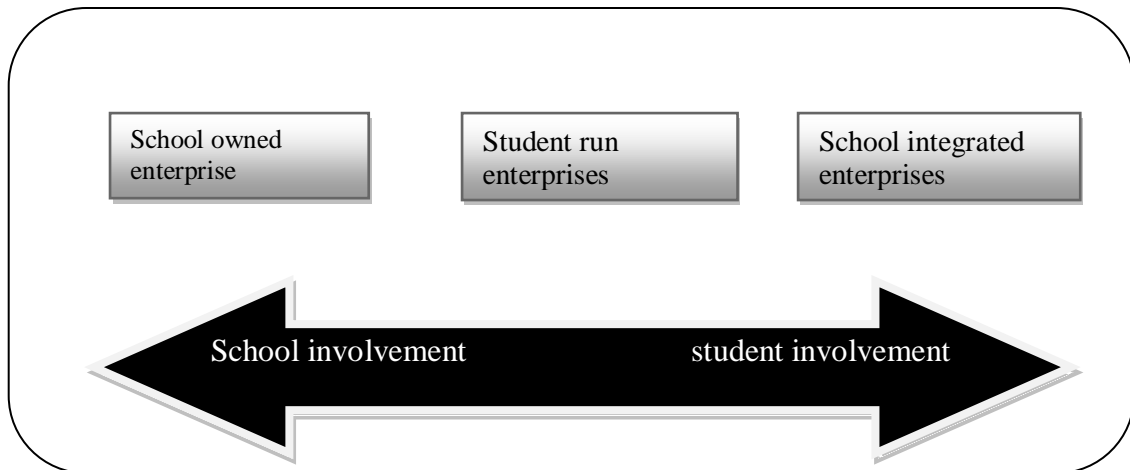 School owned
enterprise
Student run
enterprises
School integrated
enterprises
School involvement
student involvement